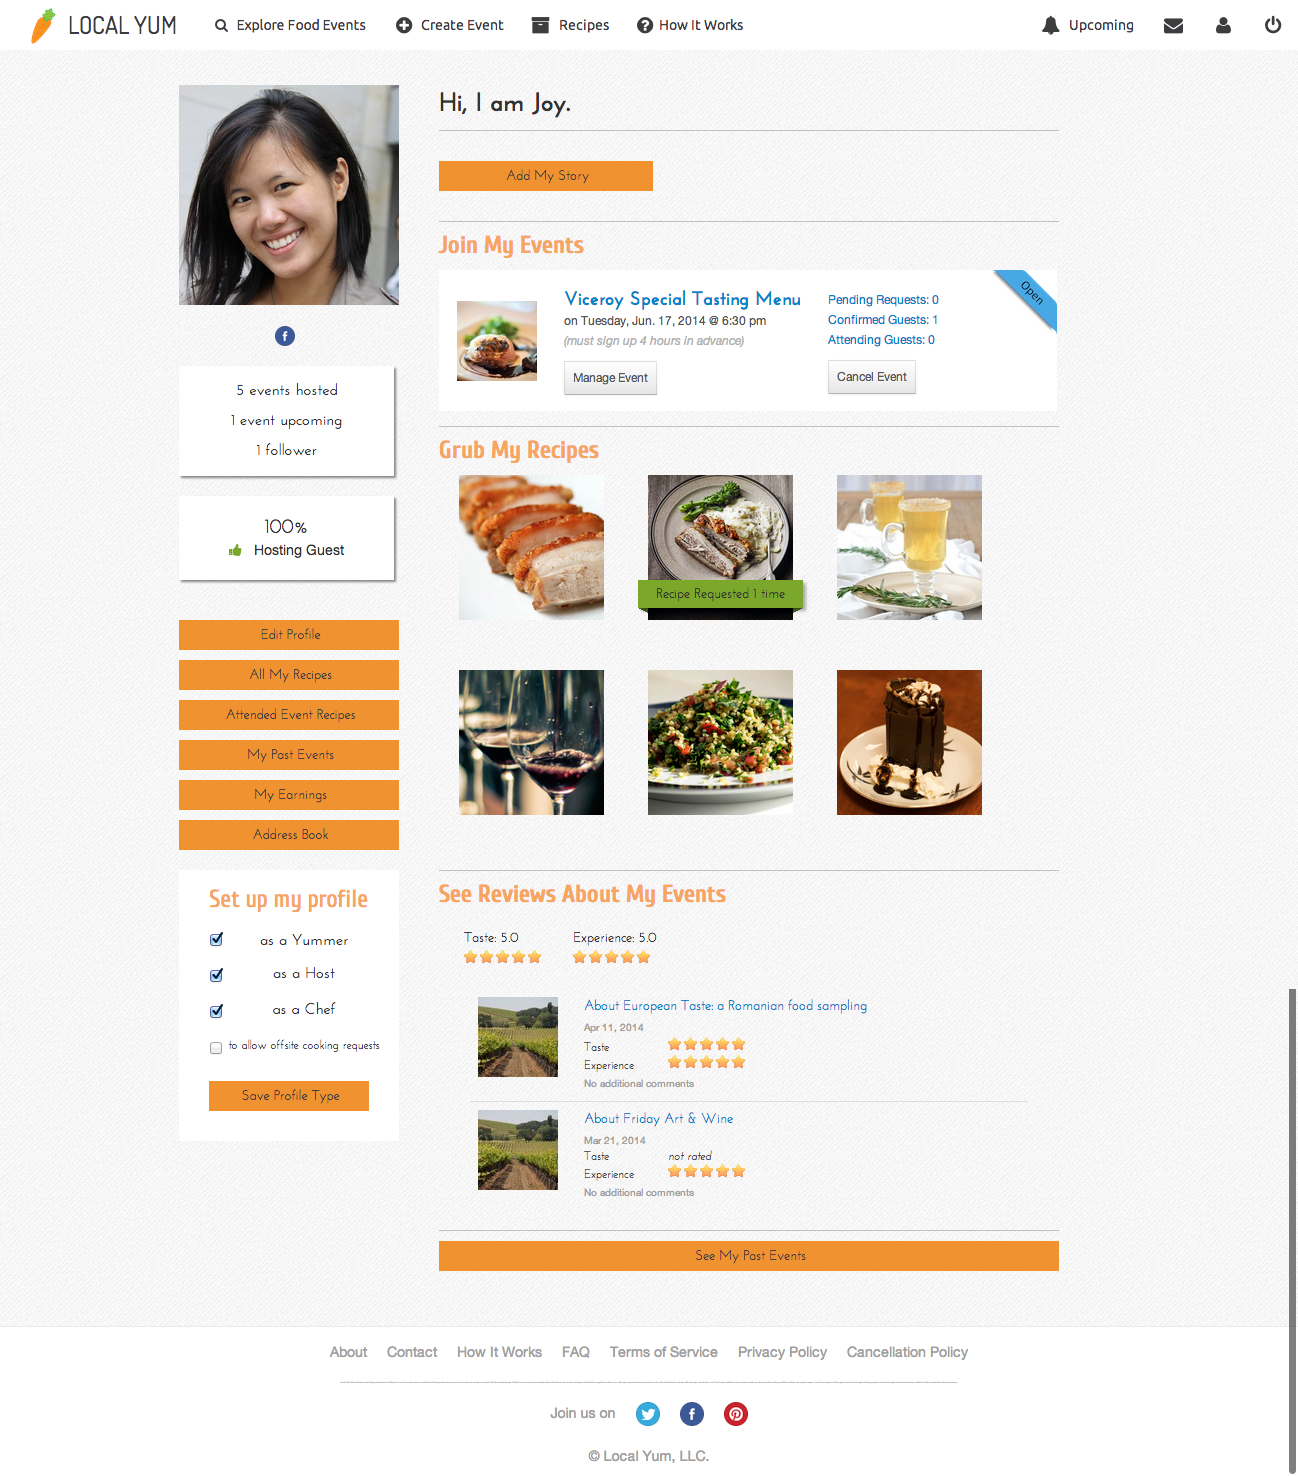 LOCAL YUM
Explore Food Events
Create Event
Recipes
How It Works
Upcoming
Hi, I am Joy.
Add My Story
5 events hosted
1 event upcoming
1 follower
100%
Hosting Guest
Edit Profile
All My Recipes
Attended Event Recipes
My Past Events
My Earnings
Address Book
Set up my profile
as a Yummer
as a Host
as a Chef
to allow offsite cooking requests
Save Profile Type
Join My Events
Viceroy Special Tasting Menu
on Tuesday, Jun. 17, 2014 @ 6:30 pm
(must sign up 4 hours in advance)
Manage Event
Pending Requests: 0
Confirmed Guests: 1
Attending Guests: 0
Cancel Event
Open
Grub My Recipes
Recipe Requested 1 time
See Reviews About My Events
Taste: 5.0
Experience: 5.0
About European Taste: a Romanian food sampling
Apr 11, 2014
Taste
Experience
No additional comments
About Friday Art & Wine
Mar 21, 2014
Taste not rated
Experience
No additional comments
See My Past Events
About Contact How It Works FAQ Terms of Service Privacy Policy Cancellation Policy
Join us on
© Local Yum, LLC.